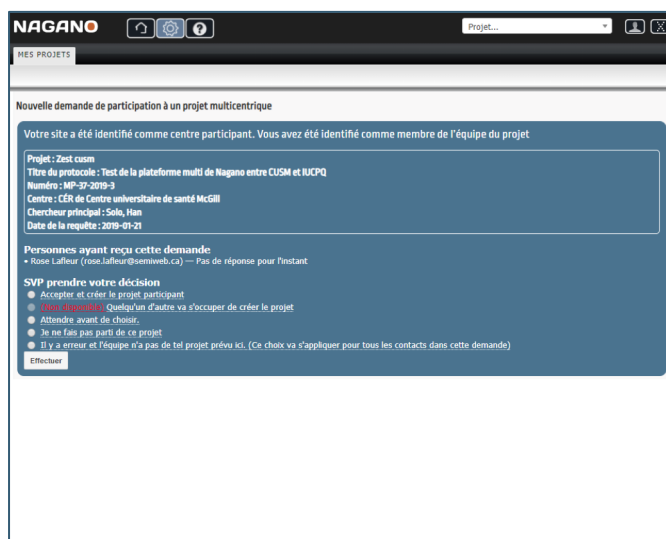 NAGANO
Projet...
MES PROJETS
Nouvelle demande de participation à un projet multicentrique
Votre site a été identifié comme centre participant. Vous avez été identifié comme membre de l'équipe du projet
Projet : Zest cusm
Titre du protocole : Test de la plateforme multi de Nagano entre CUSM et IUCPQ
Numéro : MP-37-2019-3
Centre : CÉR de Centre universitaire de santé McGill
Chercheur principal : Solo, Han
Date de la requête : 2019-01-21
Personnes ayant reçu cette demande
• Rose Lafleur (rose.lafleur@semiweb.ca) — Pas de réponse pour l'instant
SVP prendre votre décision
Accepter et créer le projet participant
(Non disponible) Quelqu'un d'autre va s'occuper de créer le projet
Attendre avant de choisir.
Je ne fais pas parti de ce projet
Il y a erreur et l'équipe n'a pas de tel projet prévu ici. (Ce choix va s'appliquer pour tous les contacts dans cette demande)
Effectuer